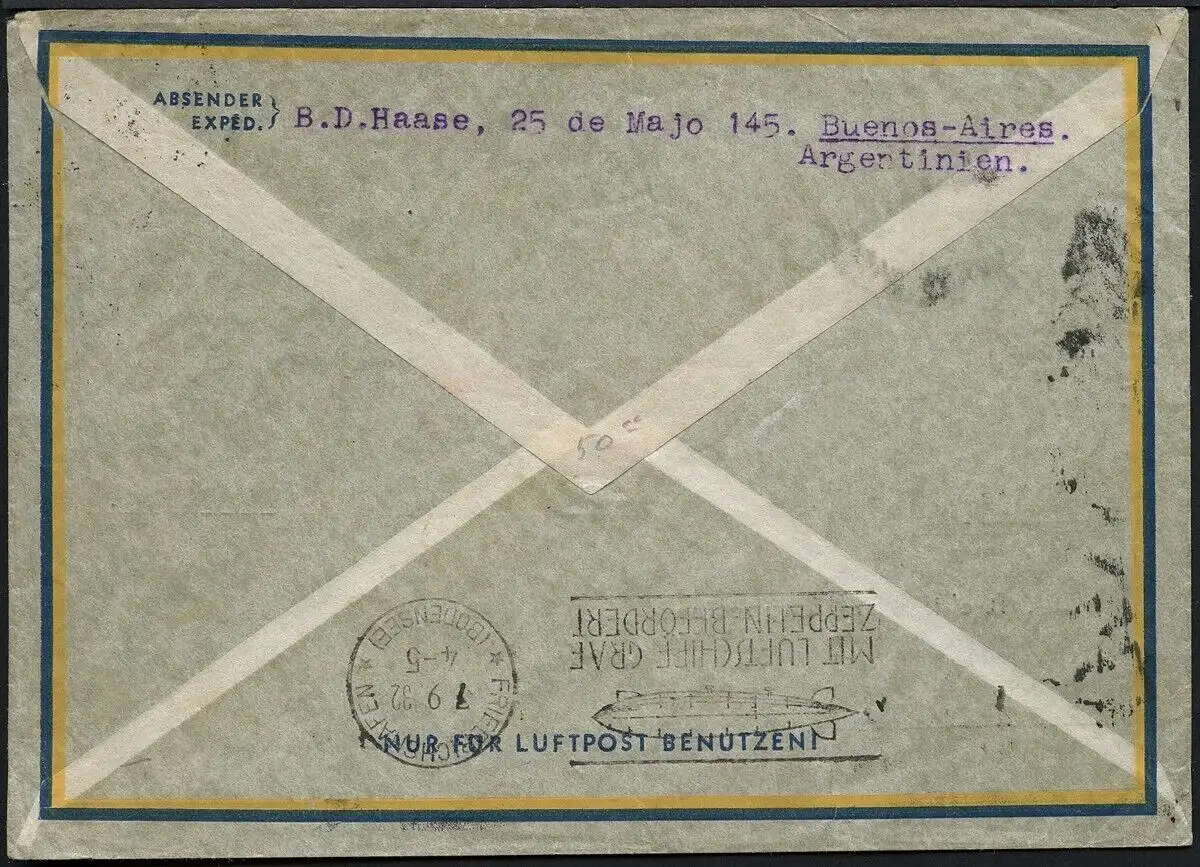 ABSENDER
EXPED.
B.D.Haase, 25 de Majo 145. Buenos-Aires.
Argentinien.
50
MIT LUFTSCHIFF GRAF
ZEPPELIN BEFÖRDERT
FRIEDRICHSHAFEN
9 32
4-5
(BODENSEE)
NUR FÜR LUFTPOST BENÜTZEN!